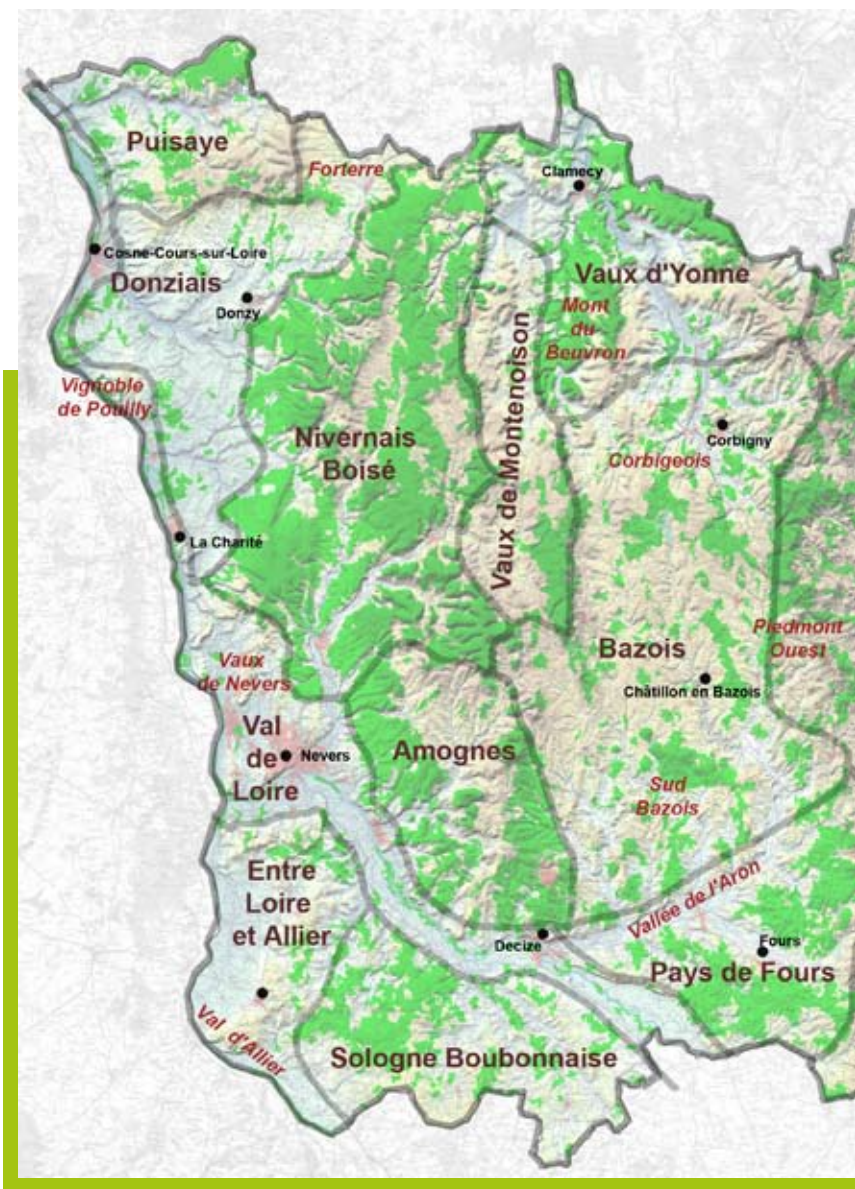 Puisaye
Forterre
Clamecy
Cosne-Cours-sur-Loire
Donziais
Donzy
Vaux d'Yonne
Mont
du
Beuvron
Vignoble
de Pouilly
Nivernais
Boisé
Vaux de Montenoison
Corbigny
Corbigeois
La Charité
Piedmont
Ouest
Bazois
Châtillon en Bazois
Vaux
de Nevers
Val
de
Loire
Nevers
Amognes
Sud
Bazois
Entre
Loire
et Allier
Vallée de l'Aron
Decize
Fours
Pays de Fours
Val d'Allier
Sologne Boubonnaise